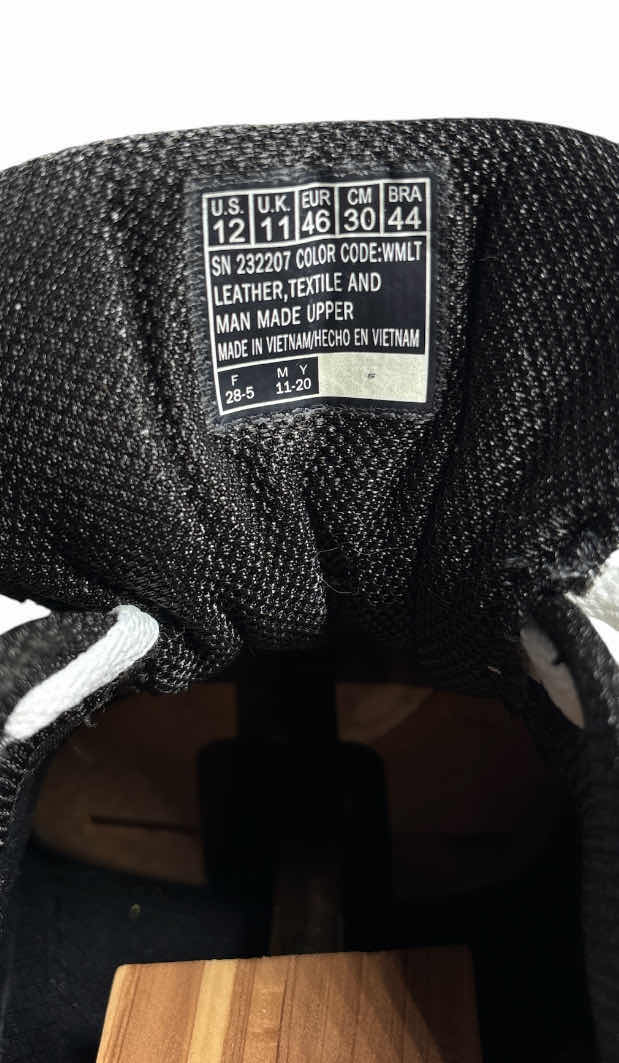 U.S. U.K. EUR CM BRA
12 11 46 30 44
SN 232207 COLOR CODE:WMLT
LEATHER,TEXTILE AND
MAN MADE UPPER
MADE IN VIETNAM/HECHO EN VIETNAM
F M Y
28-5 11-20